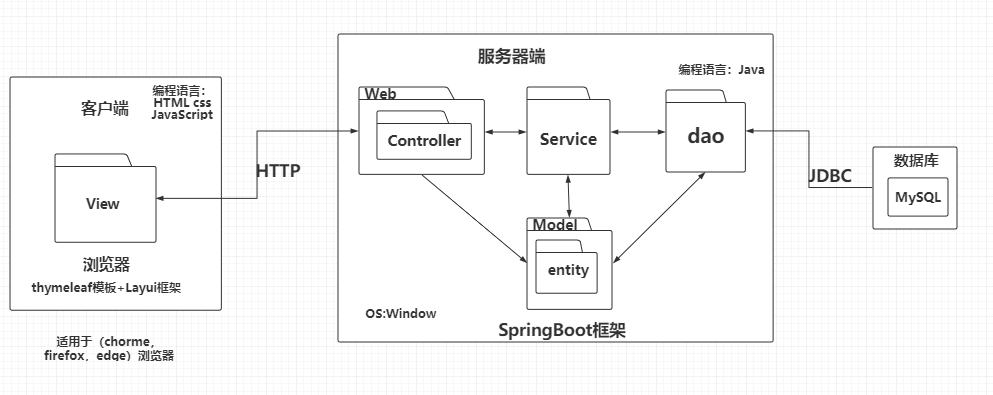 客户端
编程语言：
HTML css
JavaScript
View
浏览器
thymeleaf模板+Layui框架
适用于（chorme，
firefox，edge）浏览器
HTTP
服务器端
编程语言：Java
Web
Controller
Service
dao
Model
entity
OS:Window
SpringBoot框架
JDBC
数据库
MySQL